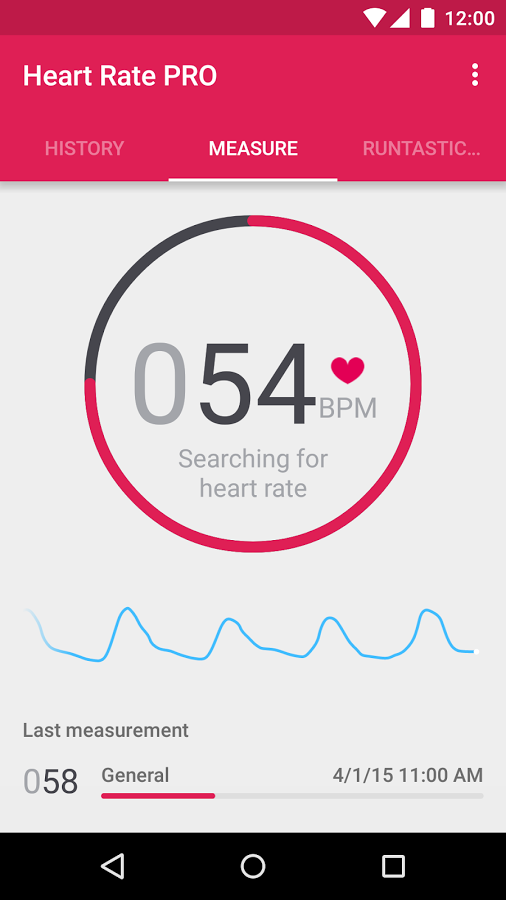 12:00
Heart Rate PRO
HISTORY MEASURE RUNTASTIC...
054 BPM
Searching for
heart rate
Last measurement
058 General 4/1/15 11:00 AM